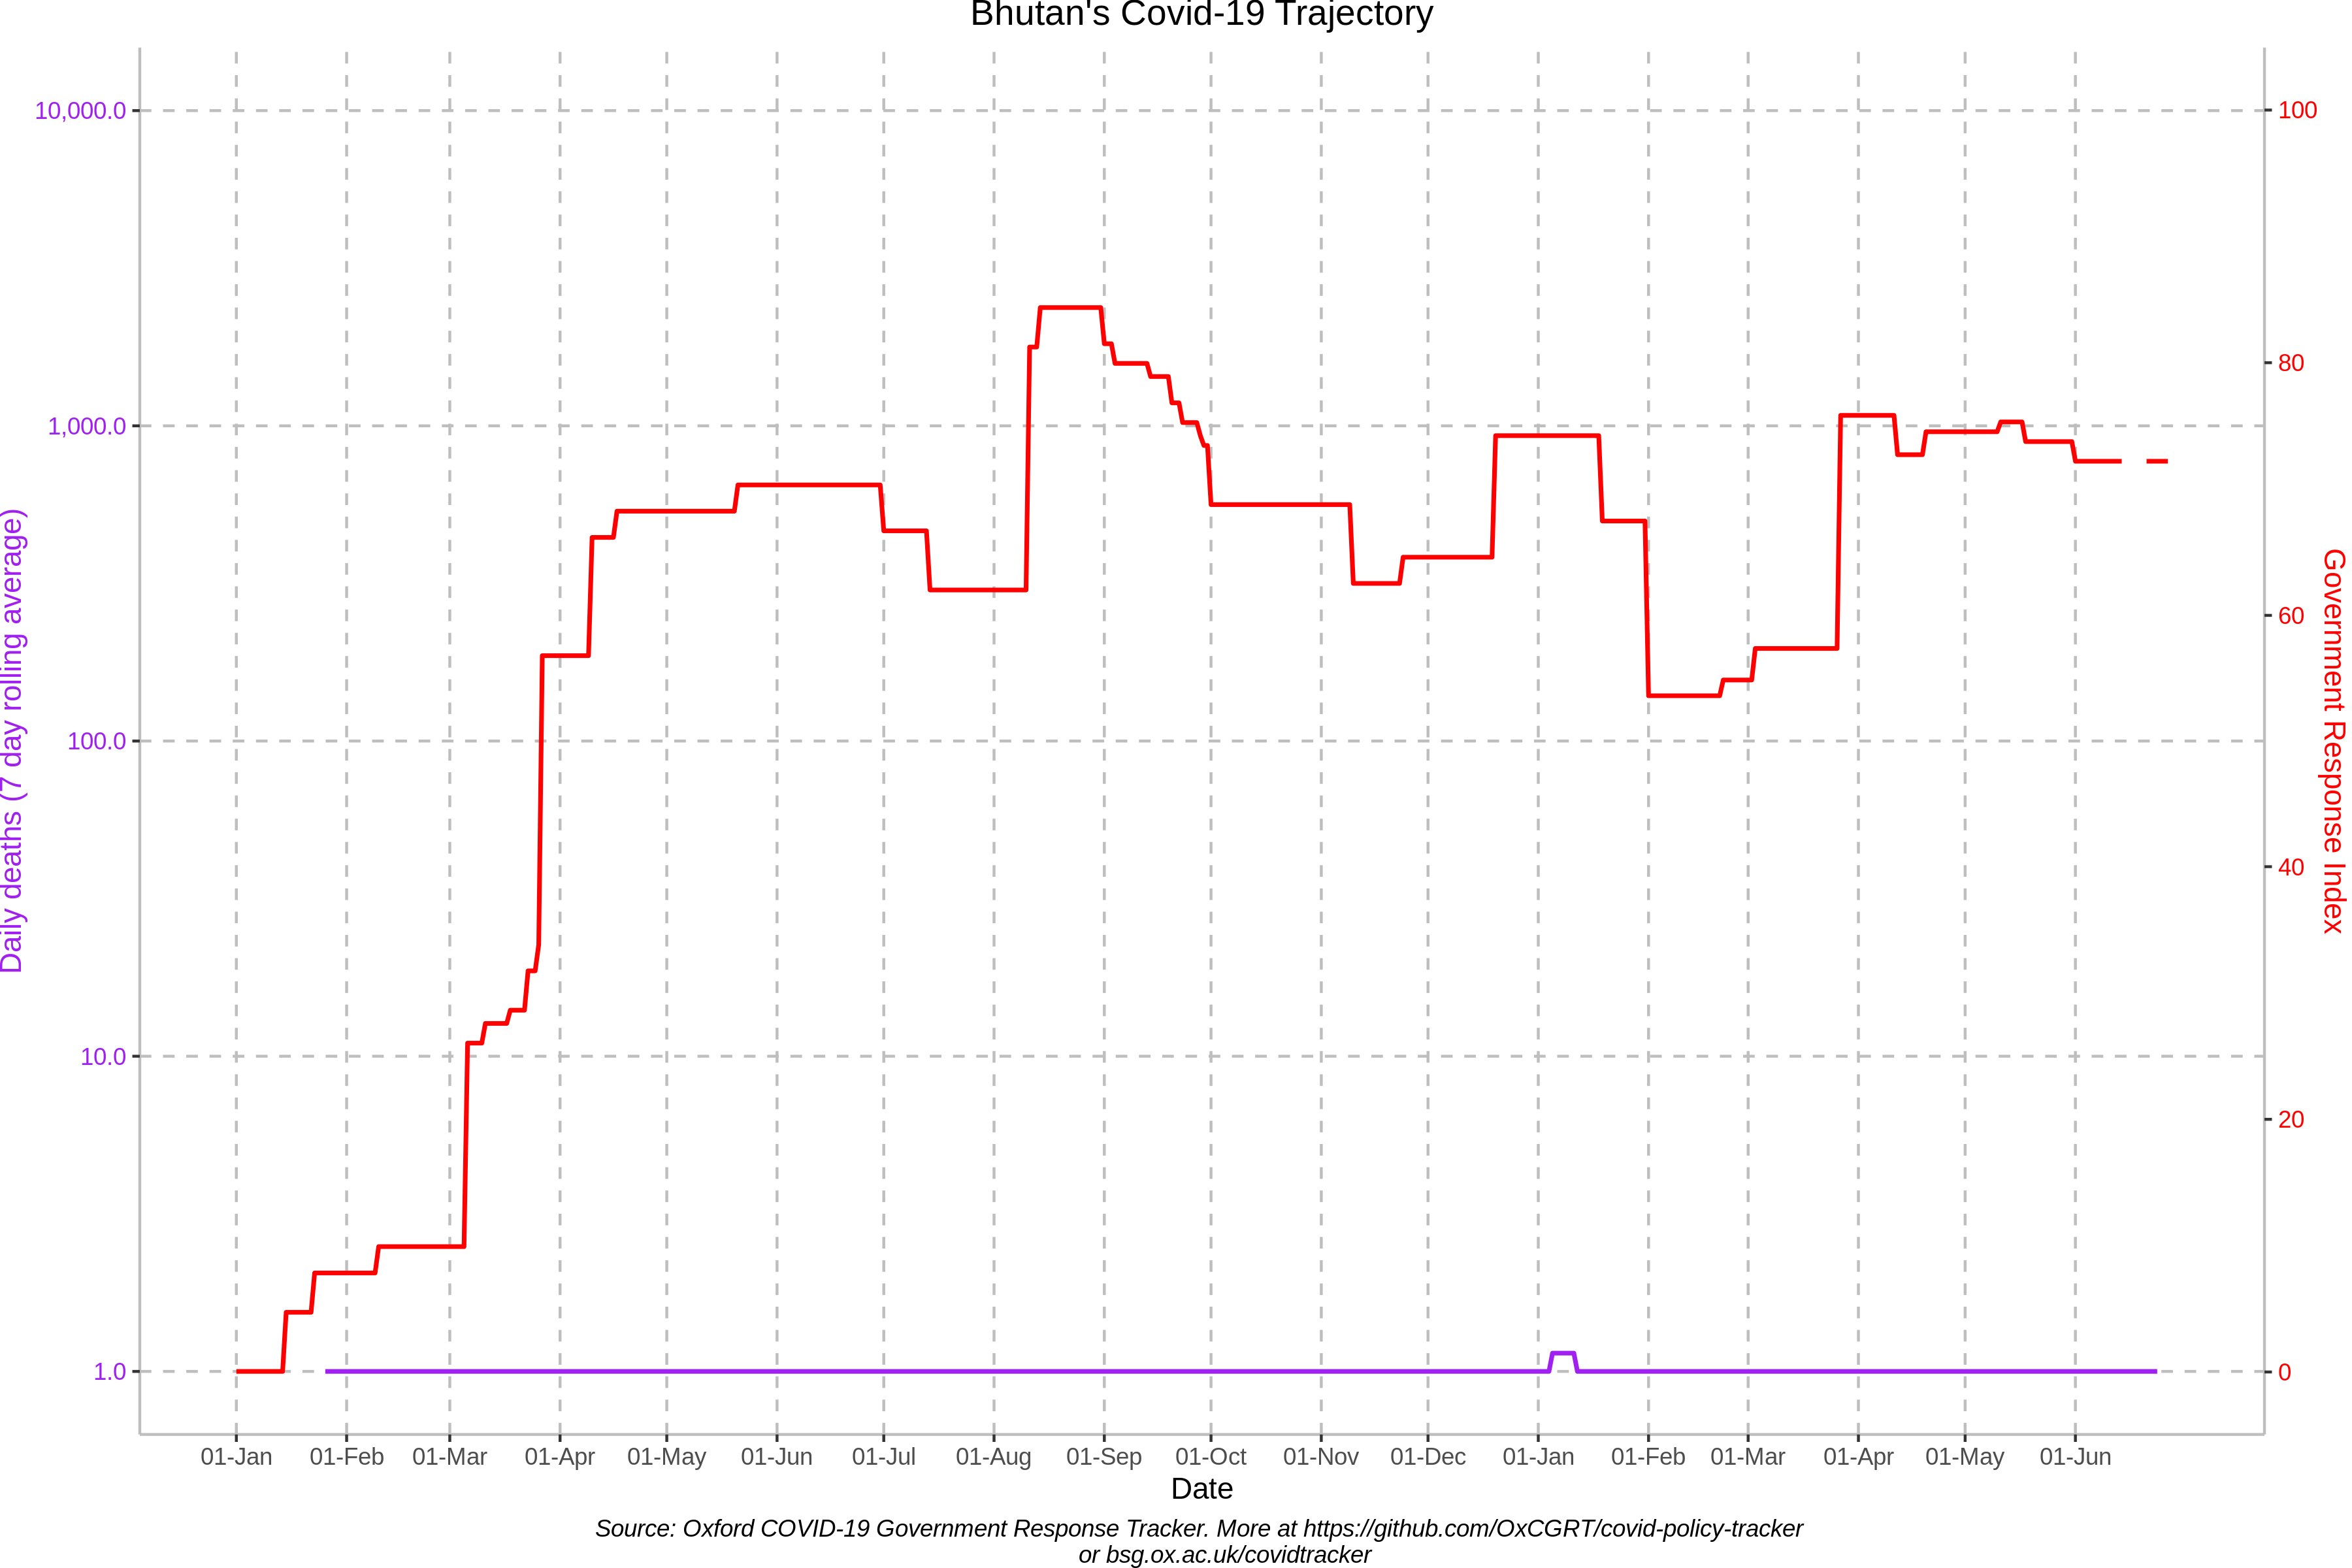 Bhutan's Covid-19 Trajectory
10,000.0
1,000.0
100.0
10.0
1.0
Daily deaths (7 day rolling average)
100
80
60
40
20
0
Government Response Index
01-Jan 01-Feb 01-Mar 01-Apr 01-May 01-Jun 01-Jul 01-Aug 01-Sep 01-Oct 01-Nov 01-Dec 01-Jan 01-Feb 01-Mar 01-Apr 01-May 01-Jun
Date
Source: Oxford COVID-19 Government Response Tracker. More at https://github.com/OxCGRT/covid-policy-tracker
or bsg.ox.ac.uk/covidtracker